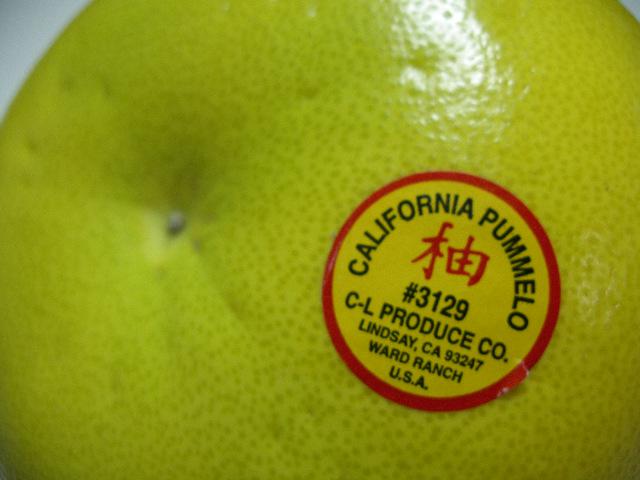 CALIFORNIA PUMMELO
柚
#3129
C-L PRODUCE CO.
LINDSAY, CA 93247
WARD RANCH
U.S.A.